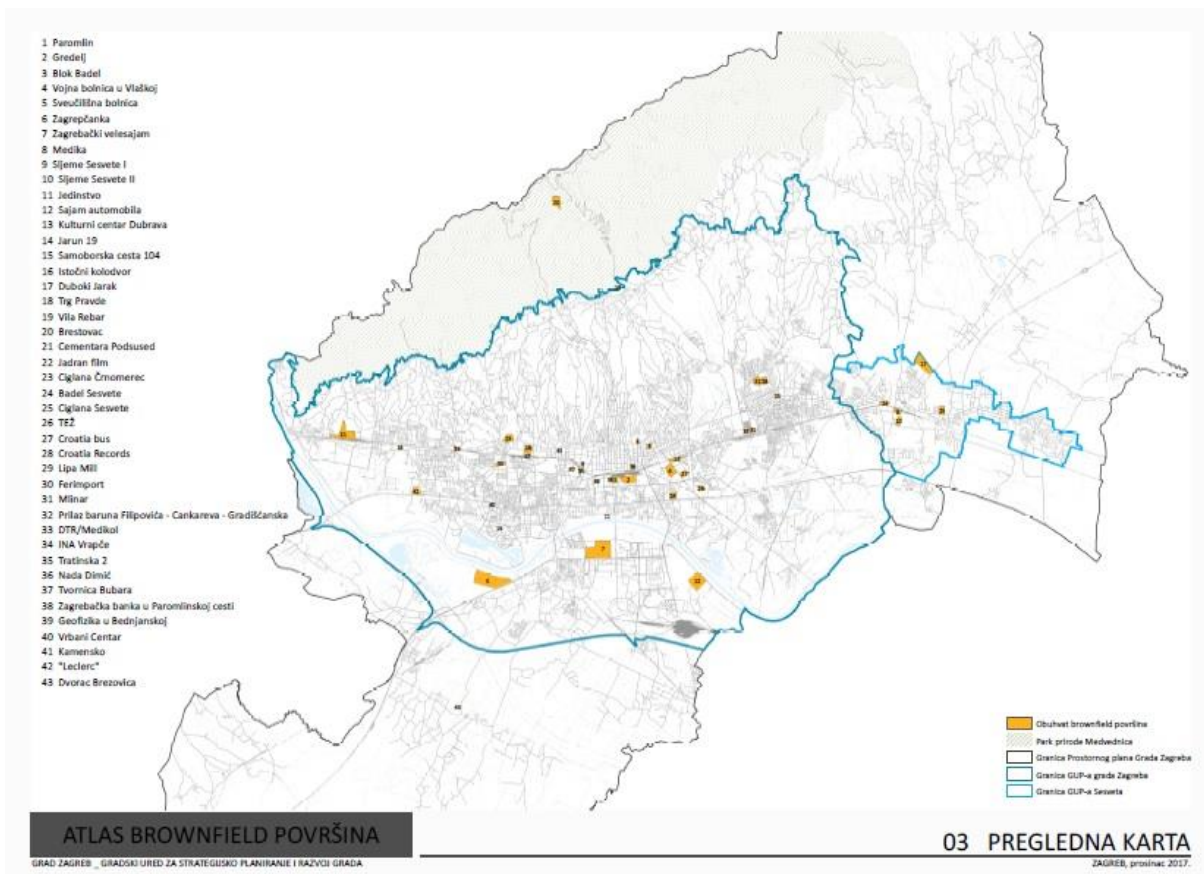 1 Paromlin
2 Gredelj
3 Blok Badel
4 Vojna bolnica u Vlaškoj
5 Sveučilišna bolnica
6 Zagrepčanka
7 Zagrebački velesajam
8 Medika
9 Sljeme Sesvete I
10 Sljeme Sesvete II
11 Jedinstvo
12 Sajam automobila
13 Kulturni centar Dubrava
14 Jarun 19
15 Samoborska cesta 104
16 Istočni kolodvor
17 Duboki Jarak
18 Trg Pravde
19 Vila Rebar
20 Brestovac
21 Cementara Podsused
22 Jadran film
23 Ciglana Črnomerec
24 Badel Sesvete
25 Ciglana Sesvete
26 TEŽ
27 Croatia bus
28 Croatia Records
29 Lipa Mill
30 Ferimport
31 Mlinar
32 Prilaz baruna Filipovića - Cankareva - Gradišćanska
33 DTR/Medikol
34 INA Vrapče
35 Tratinska 2
36 Nada Dimić
37 Tvornica Bubara
38 Zagrebačka banka u Paromlinskoj cesti
39 Geofizika u Bednjanskoj
40 Vrbani Centar
41 Kamensko
42 "Leclerc"
43 Dvorac Brezovica
Obuhvat brownfield površine
Park prirode Medvednica
Granica Prostornog plana Grada Zagreba
Granica GUP-a grada Zagreba
Granica GUP-a Sesveta
ATLAS BROWNFIELD POVRŠINA
03 PREGLEDNA KARTA
GRAD ZAGREB _ GRADSKI URED ZA STRATEGIJSKO PLANIRANJE I RAZVOJ GRADA
ZAGREB, prosinac 2017.